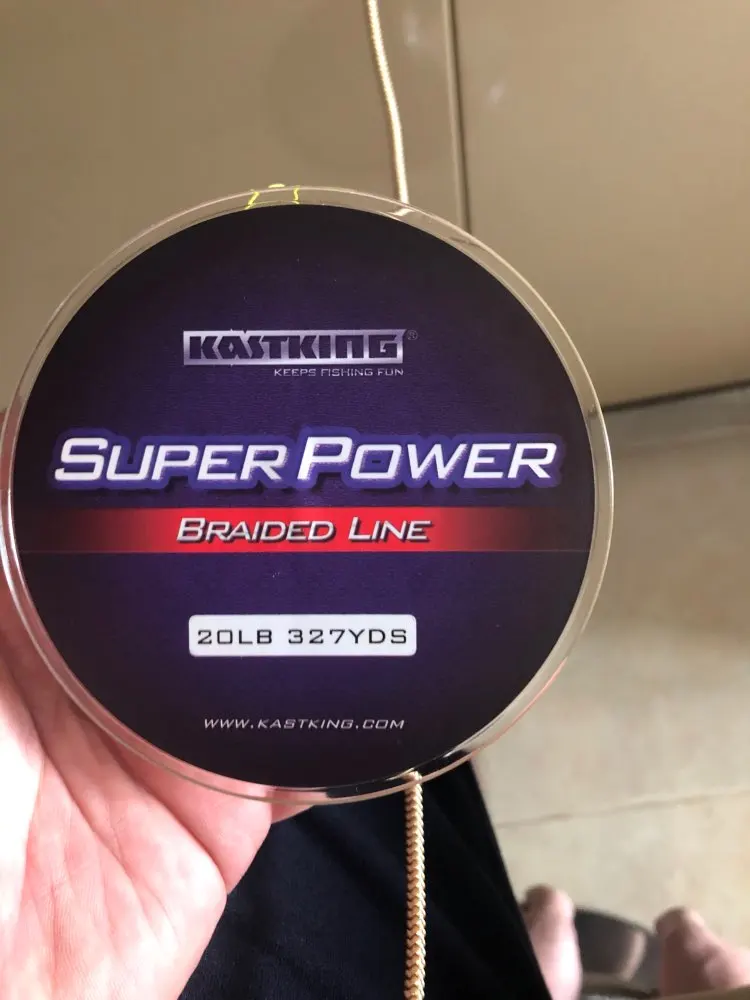 KASTKING®
KEEPS FISHING FUN
SUPER POWER
BRAIDED LINE
20LB 327YDS
WWW.KASTKING.COM